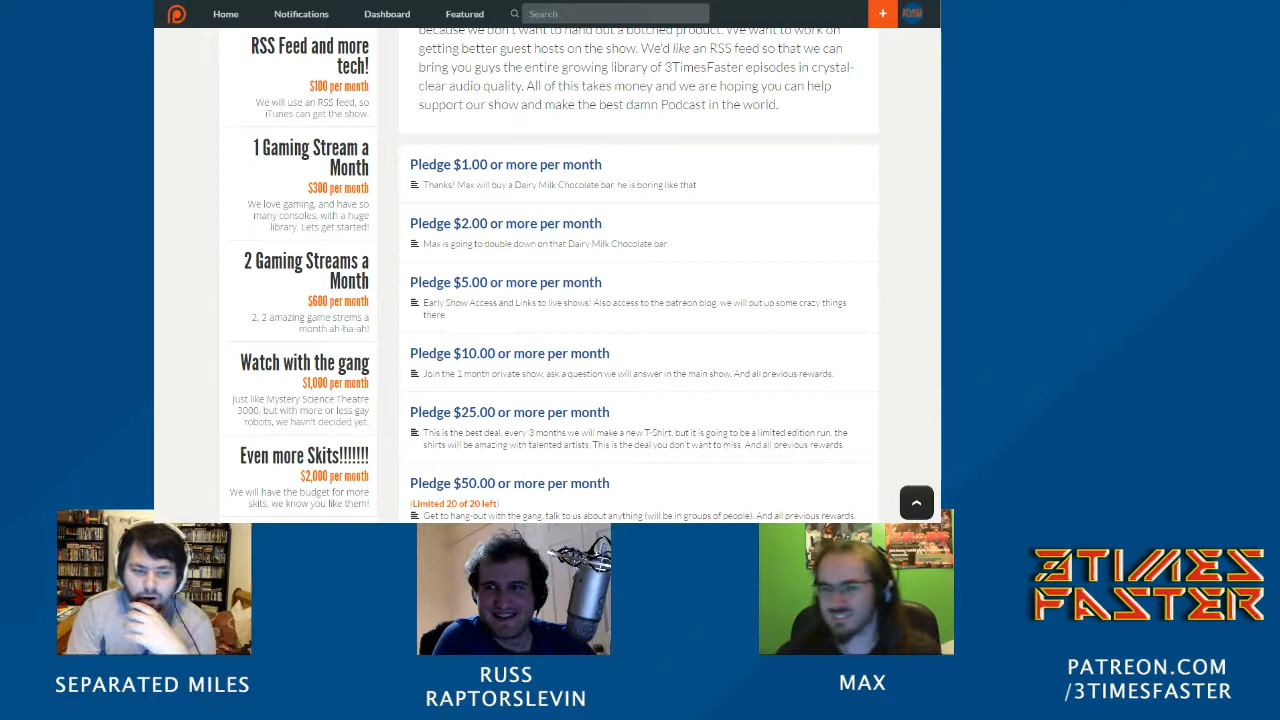 Home Notifications Dashboard Featured Search +
RSS Feed and more
tech!
$100 per month
We will use an RSS feed, so
iTunes can get the show.
1 Gaming Stream a
Month
$300 per month
We love gaming, and have so
many consoles, with a huge
library. Lets get started!
2 Gaming Streams a
Month
$600 per month
2, 2 amazing game strems a
month ah-ha-ah!
Watch with the gang
$1,000 per month
Just like Mystery Science Theatre
3000, but with more or less gay
robots, we havn't decided yet.
Even more Skits!!!!!!!
$2,000 per month
We will have the budget for more
skits, we know you like them!
because we don't want to hand out a botched product. We want to work on
getting better guest hosts on the show. We'd like an RSS feed so that we can
bring you guys the entire growing library of 3TimesFaster episodes in crystal-
clear audio quality. All of this takes money and we are hoping you can help
support our show and make the best damn Podcast in the world.
Pledge $1.00 or more per month
Thanks! Max will buy a Dairy Milk Chocolate bar, he is boring like that
Pledge $2.00 or more per month
Max is going to double down on that Dairy Milk Chocolate bar.
Pledge $5.00 or more per month
Early Show Access and Links to live shows! Also access to the patreon blog, we will put up some crazy things
there.
Pledge $10.00 or more per month
Join the 1 month private show, ask a question we will answer in the main show. And all previous rewards.
Pledge $25.00 or more per month
This is the best deal, every 3 months we will make a new T-Shirt, but it is going to be a limited edition run, the
shirts will be amazing with talented artists. This is the deal you don't want to miss. And all previous rewards.
Pledge $50.00 or more per month
(Limited 20 of 20 left)
Get to hang-out with the gang, talk to us about anything (will be in groups of people). And all previous rewards.
SEPARATED MILES
RUSS
RAPTORSLEVIN
MAX
3TIMES
FASTER
PATREON.COM
/3TIMESFASTER